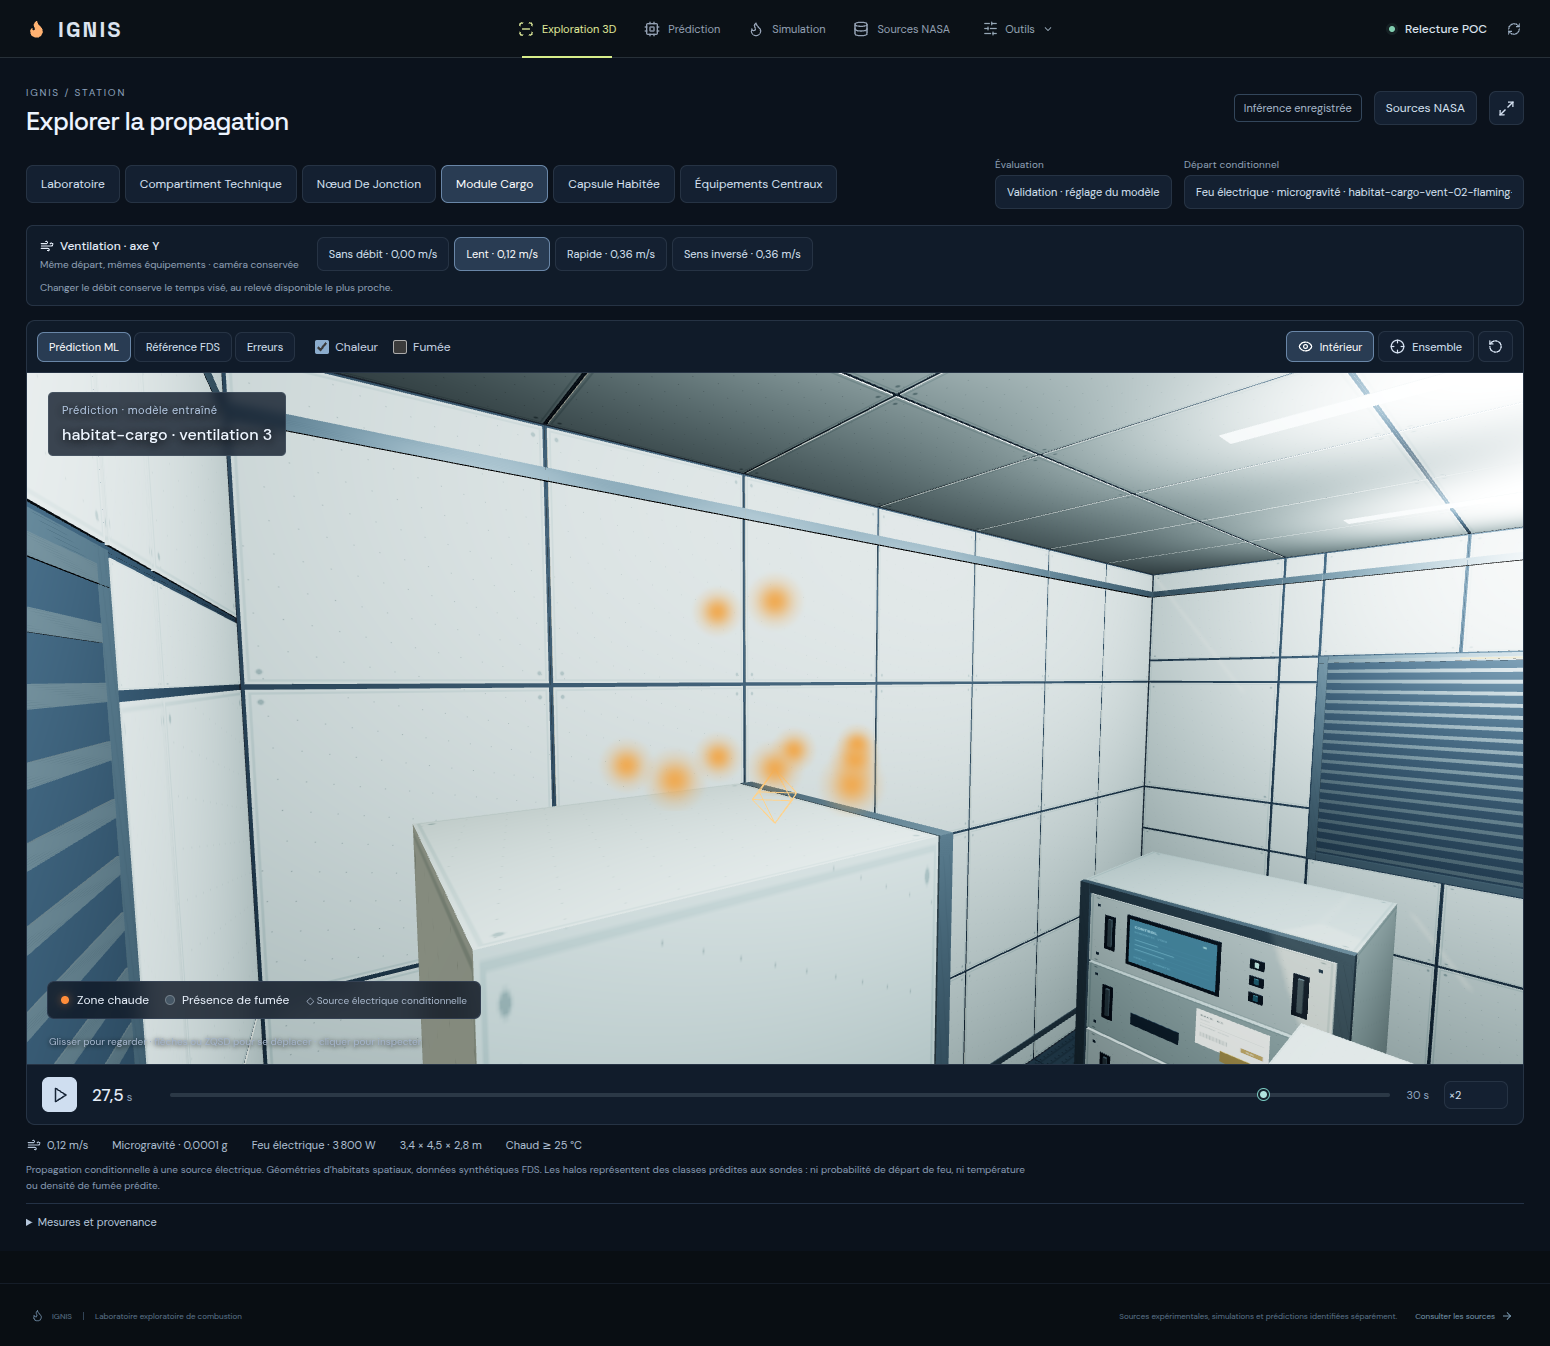 IGNIS
Exploration 3D
Prédiction
Simulation
Sources NASA
Outils
Relecture POC
IGNIS / STATION
Explorer la propagation
Inférence enregistrée
Sources NASA
Laboratoire
Compartiment Technique
Nœud De Jonction
Module Cargo
Capsule Habitée
Équipements Centraux
Évaluation
Validation · réglage du modèle
Départ conditionnel
Feu électrique · microgravité · habitat-cargo-vent-02-flaming
Ventilation · axe Y
Même départ, mêmes équipements · caméra conservée
Sans débit · 0,00 m/s
Lent · 0,12 m/s
Rapide · 0,36 m/s
Sens inversé · 0,36 m/s
Changer le débit conserve le temps visé, au relevé disponible le plus proche.
Prédiction ML
Référence FDS
Erreurs
Chaleur
Fumée
Intérieur
Ensemble
Prédiction · modèle entraîné
habitat-cargo · ventilation 3
Zone chaude
Présence de fumée
◇ Source électrique conditionnelle
Glisser pour regarder
27,5 s
30 s
×2
0,12 m/s
Microgravité · 0,0001 g
Feu électrique · 3 800 W
3,4 × 4,5 × 2,8 m
Chaud ≥ 25 °C
Propagation conditionnelle à une source électrique. Géométries d'habitats spatiaux, données synthétiques FDS. Les halos représentent des classes prédites aux sondes : ni probabilité de départ de feu, ni température
ou densité de fumée prédite.
▶ Mesures et provenance
IGNIS | Laboratoire exploratoire de combustion
Sources expérimentales, simulations et prédictions identifiées séparément.
Consulter les sources →